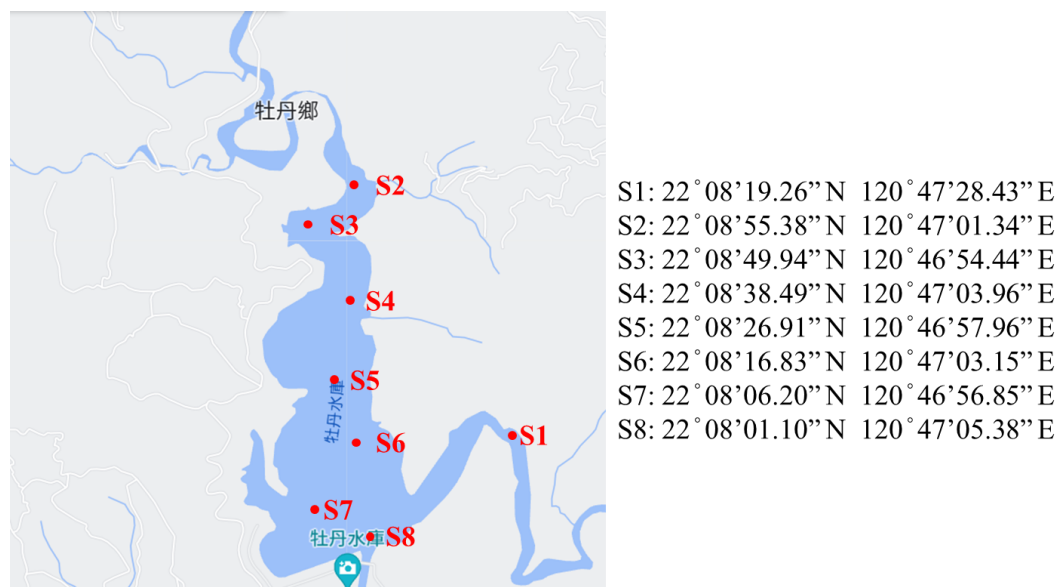 牡丹鄉
S2
S3
S4
S5
牡丹水庫
S6
S1
S7
牡丹水庫
S8
S1: 22°08’19.26”N 120°47’28.43”E
S2: 22°08’55.38”N 120°47’01.34”E
S3: 22°08’49.94”N 120°46’54.44”E
S4: 22°08’38.49”N 120°47’03.96”E
S5: 22°08’26.91”N 120°46’57.96”E
S6: 22°08’16.83”N 120°47’03.15”E
S7: 22°08’06.20”N 120°46’56.85”E
S8: 22°08’01.10”N 120°47’05.38”E